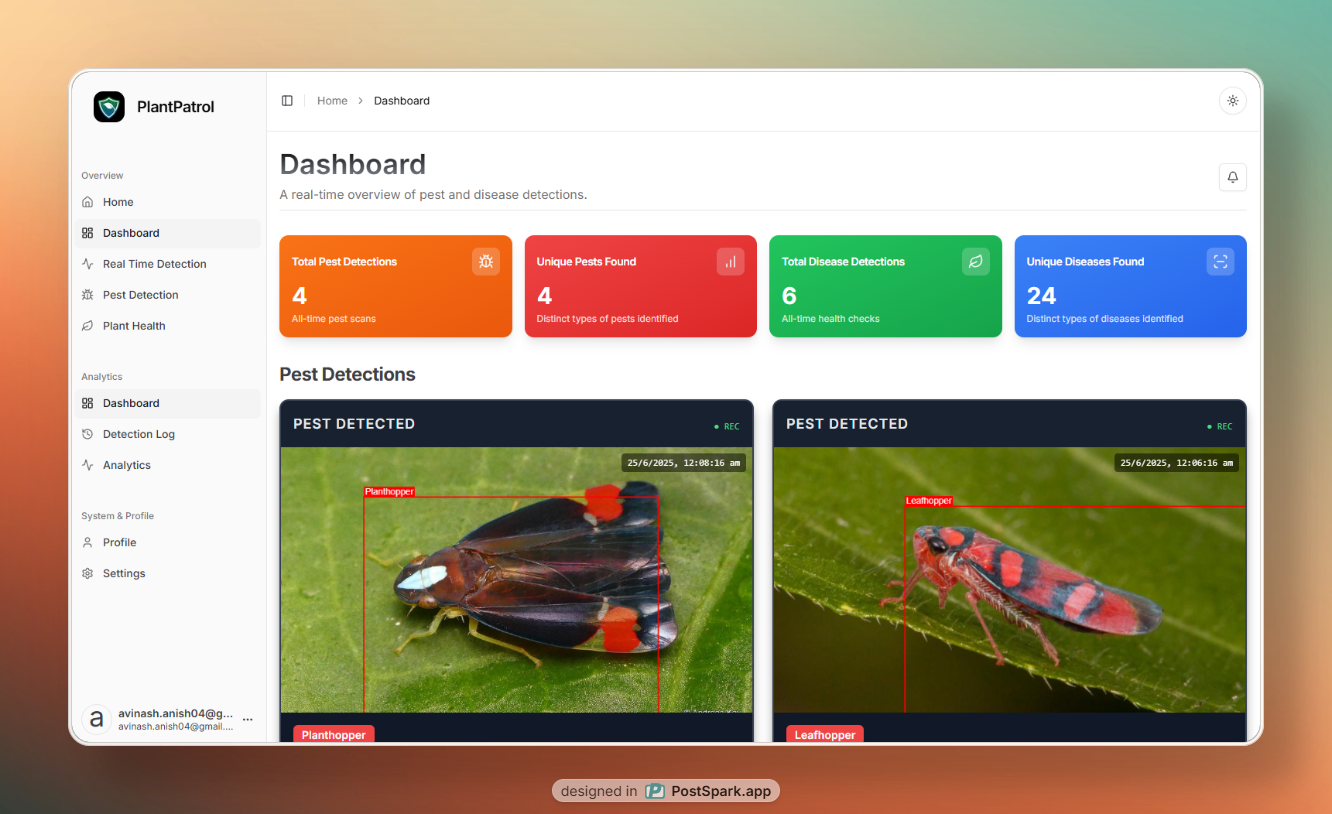 PlantPatrol
Home > Dashboard
Overview
Home
Dashboard
Real Time Detection
Pest Detection
Plant Health
Analytics
Dashboard
Detection Log
Analytics
System & Profile
Profile
Settings
a
avinash.anish04@g...
avinash.anish04@gmail....
Dashboard
A real-time overview of pest and disease detections.
Total Pest Detections
4
All-time pest scans
Unique Pests Found
4
Distinct types of pests identified
Total Disease Detections
6
All-time health checks
Unique Diseases Found
24
Distinct types of diseases identified
Pest Detections
PEST DETECTED
REC
25/6/2025, 12:08:16 am
Planthopper
Planthopper
PEST DETECTED
REC
25/6/2025, 12:06:16 am
Leafhopper
Leafhopper
designed in PostSpark.app